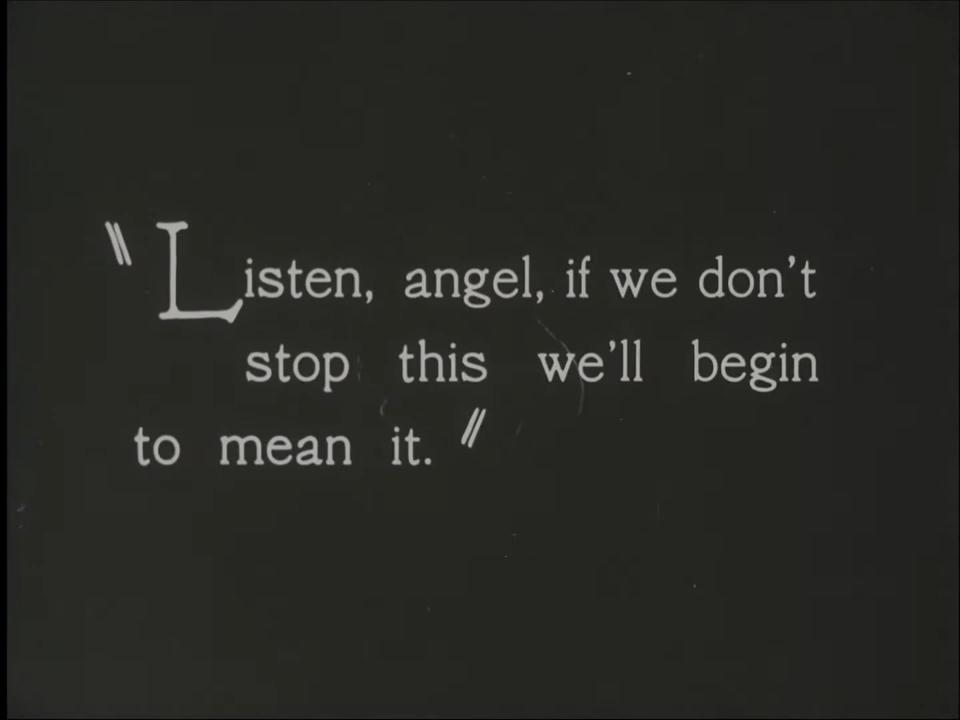 "Listen, angel, if we don't
stop this we'll begin
to mean it."